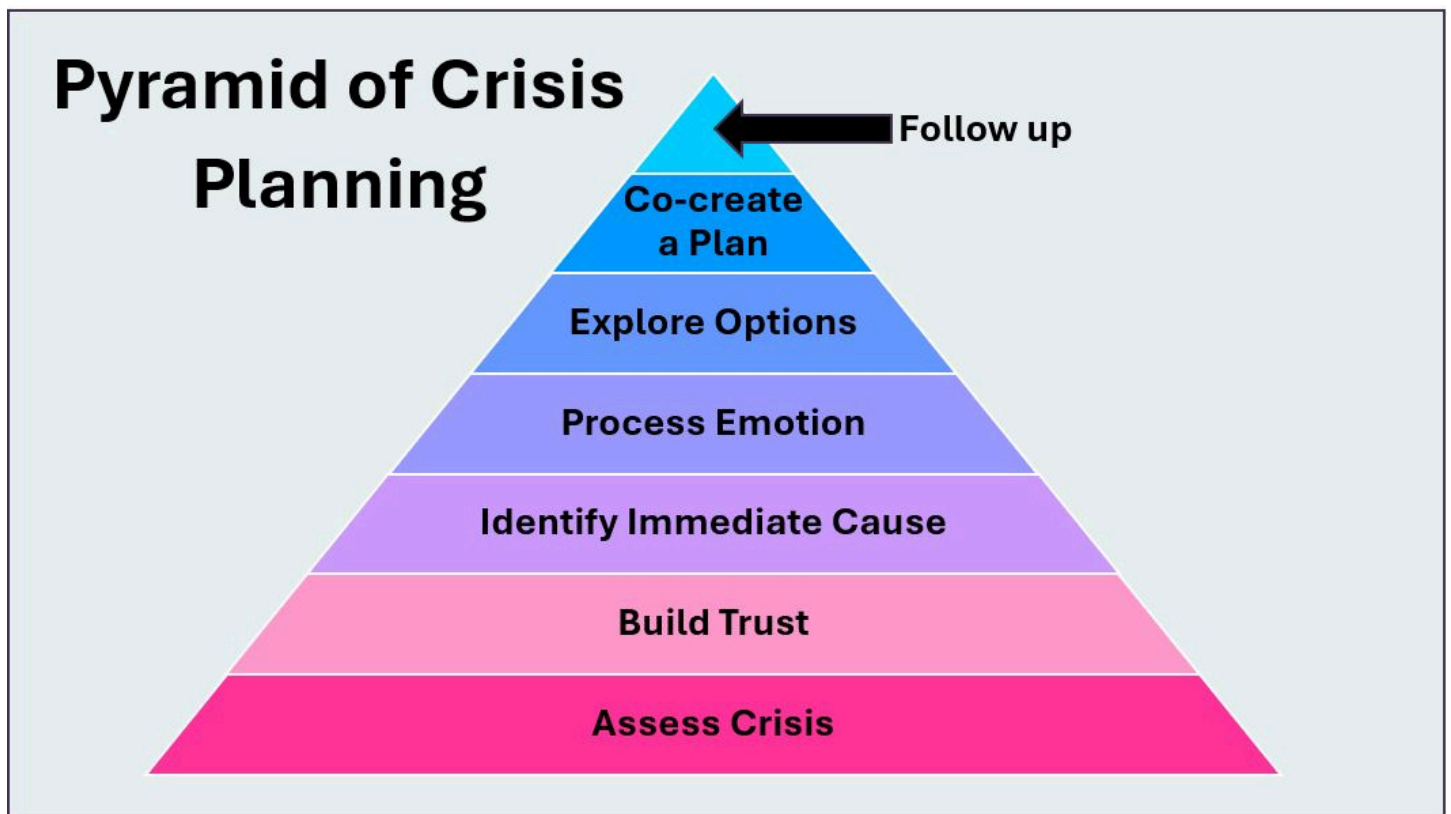 Pyramid of Crisis
Planning
Follow up
Co-create
a Plan
Explore Options
Process Emotion
Identify Immediate Cause
Build Trust
Assess Crisis